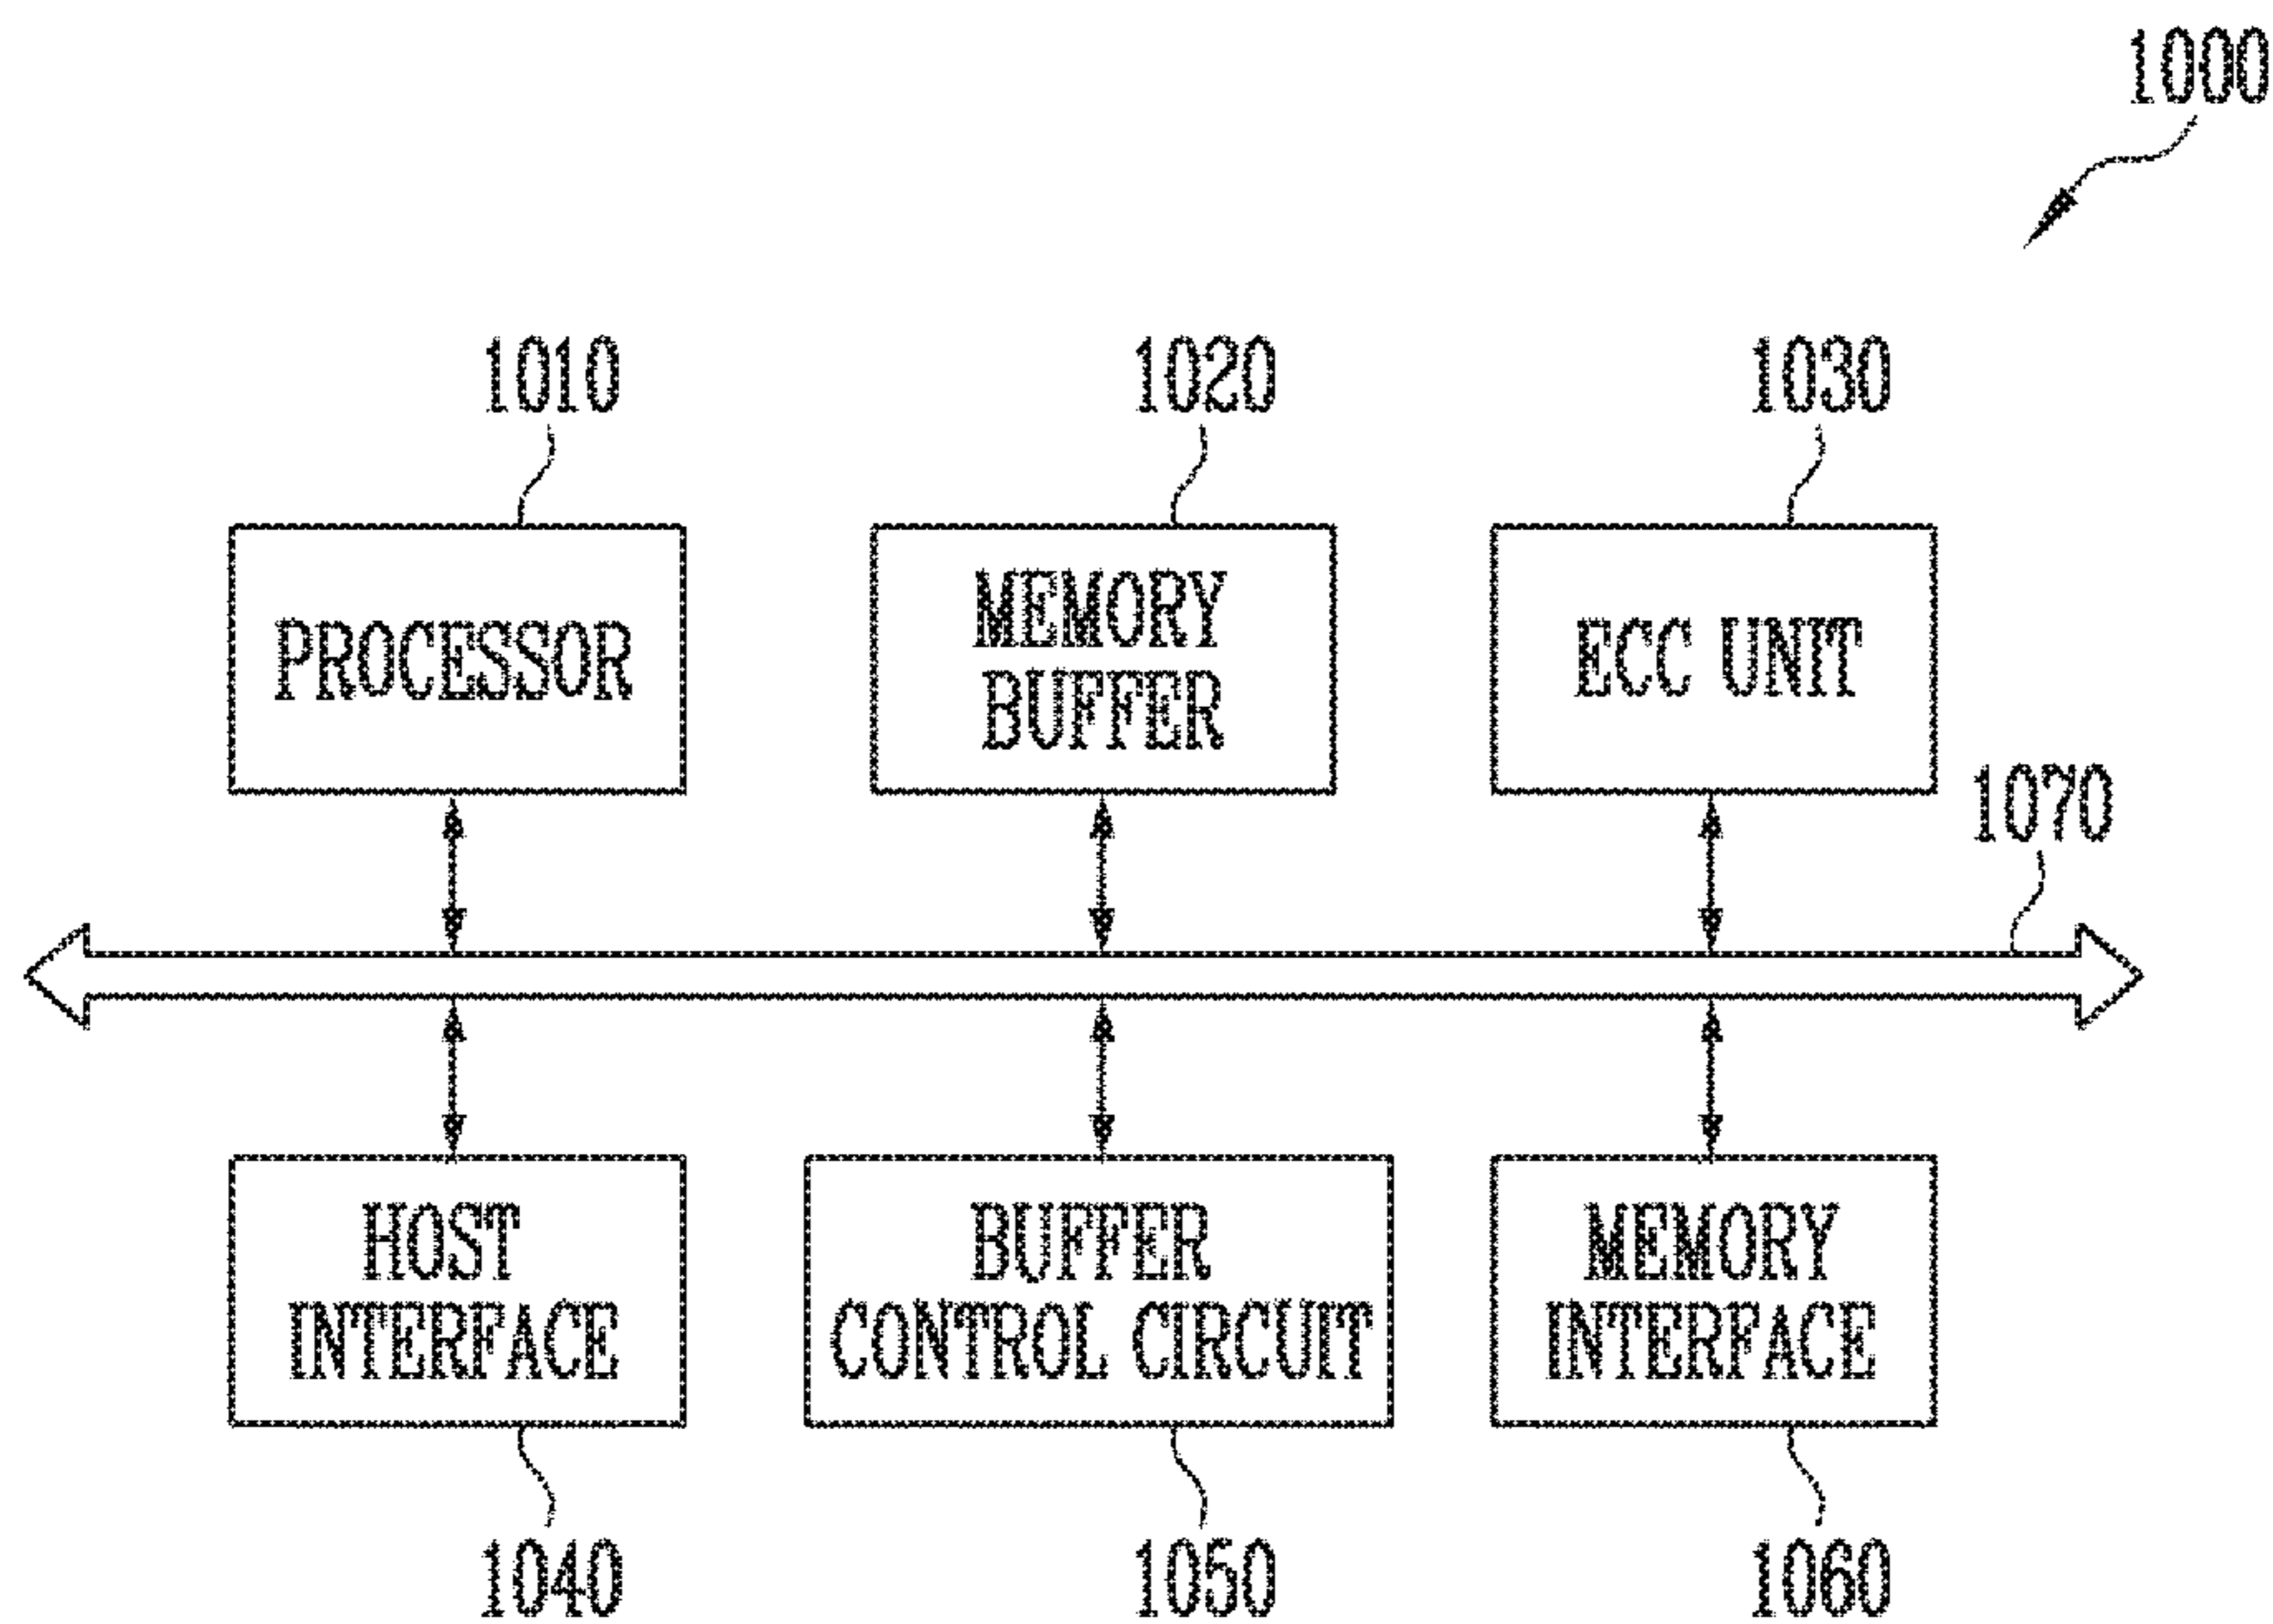 1000
1010
1020
1030
PROCESSOR
MEMORY
BUFFER
ECC UNIT
1070
HOST
INTERFACE
BUFFER
CONTROL CIRCUIT
MEMORY
INTERFACE
1040
1050
1060